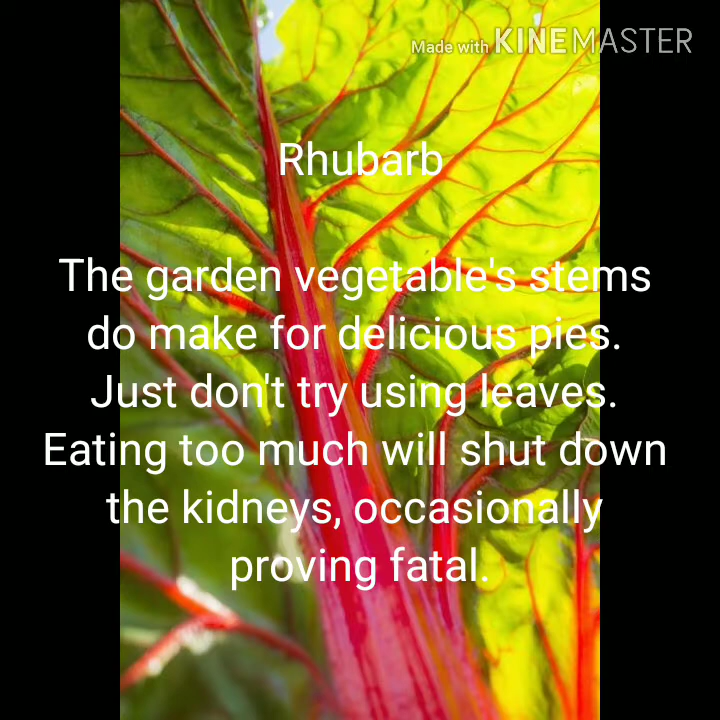 Made with KINEMASTER
Rhubarb
The garden vegetable's stems
do make for delicious pies.
Just don't try using leaves.
Eating too much will shut down
the kidneys, occasionally
proving fatal.